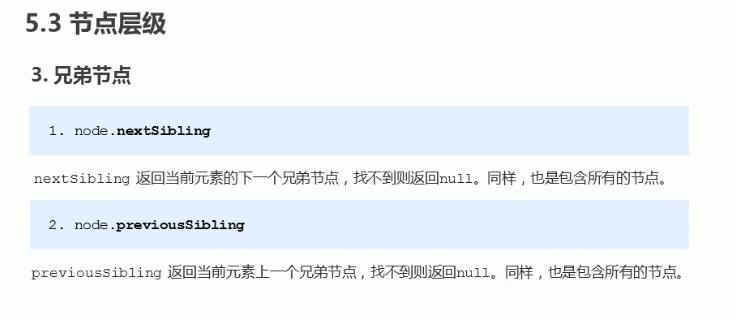 5.3 节点层级
3. 兄弟节点
1. node.nextSibling
nextSibling 返回当前元素的下一个兄弟节点，找不到则返回null。同样，也是包含所有的节点。
2. node.previousSibling
previousSibling 返回当前元素上一个兄弟节点，找不到则返回null。同样，也是包含所有的节点。